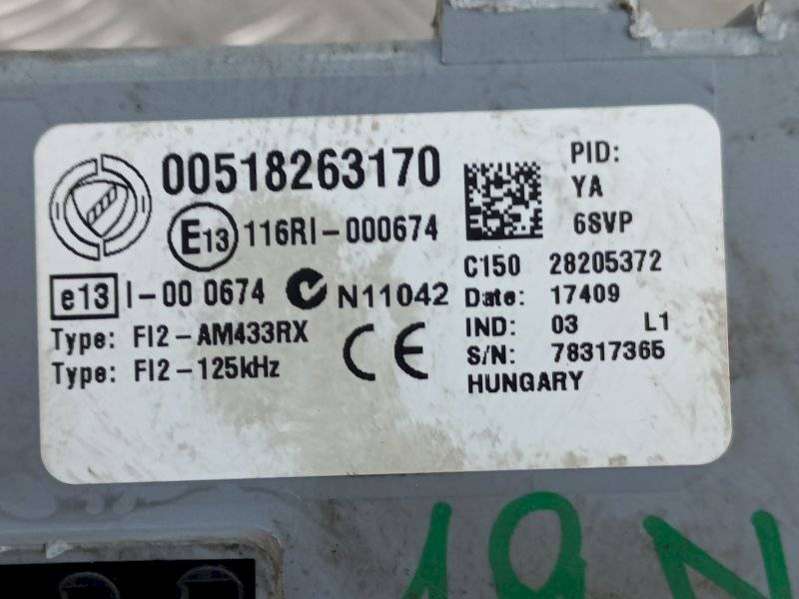 00518263170
E13 116RI-000674
e13 I-00 0674 N11042
Type: FI2-AM433RX
Type: FI2-125kHz
CE
PID:
YA
6SVP
C150 28205372
Date: 17409
IND: 03 L1
S/N: 78317365
HUNGARY